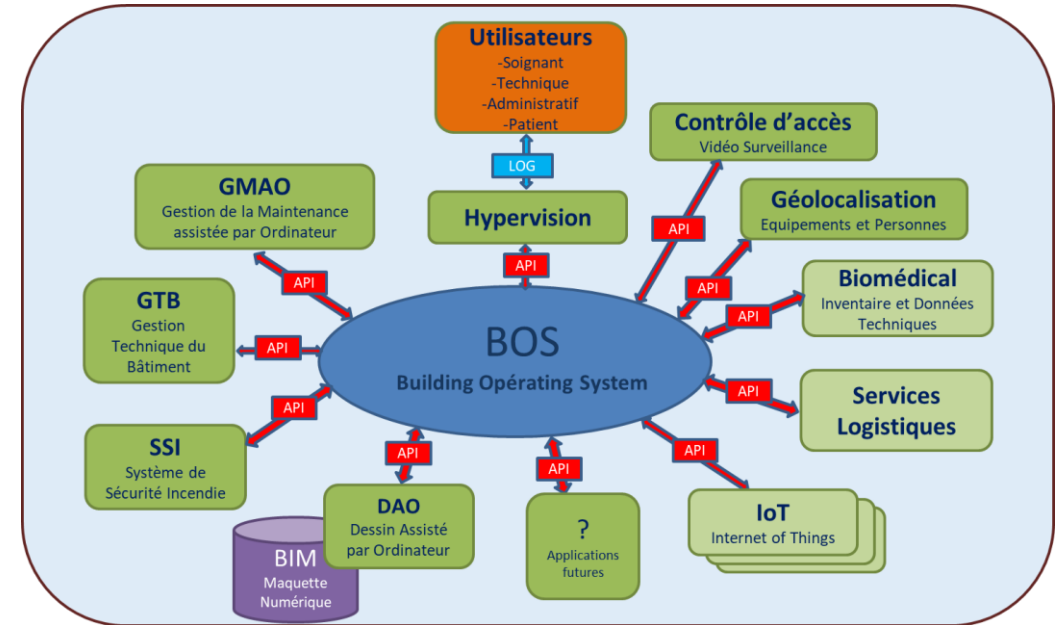 Utilisateurs
-Soignant
-Technique
-Administratif
-Patient
LOG
Hypervision
API
Contrôle d'accès
Vidéo Surveillance
API
GMAO
Gestion de la Maintenance
assistée par Ordinateur
API
Géolocalisation
Equipements et Personnes
API
GTB
Gestion
Technique du
Bâtiment
API
Biomédical
Inventaire et Données
Techniques
API
BOS
Building Opérating System
Services
Logistiques
API
SSI
Système de
Sécurité Incendie
API
DAO
Dessin Assisté
par Ordinateur
API
BIM
Maquette
Numérique
?
Applications
futures
API
IoT
Internet of Things
API